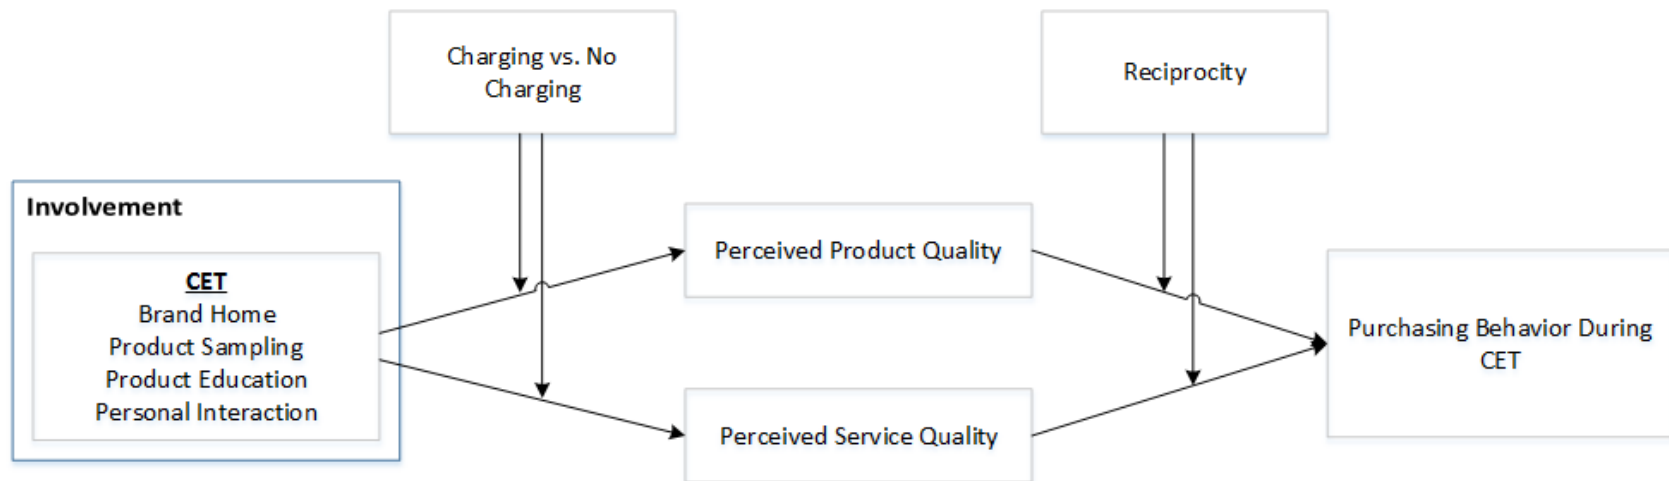 Charging vs. No
Charging
Reciprocity
Involvement
CET
Brand Home
Product Sampling
Product Education
Personal Interaction
Perceived Product Quality
Perceived Service Quality
Purchasing Behavior During
CET